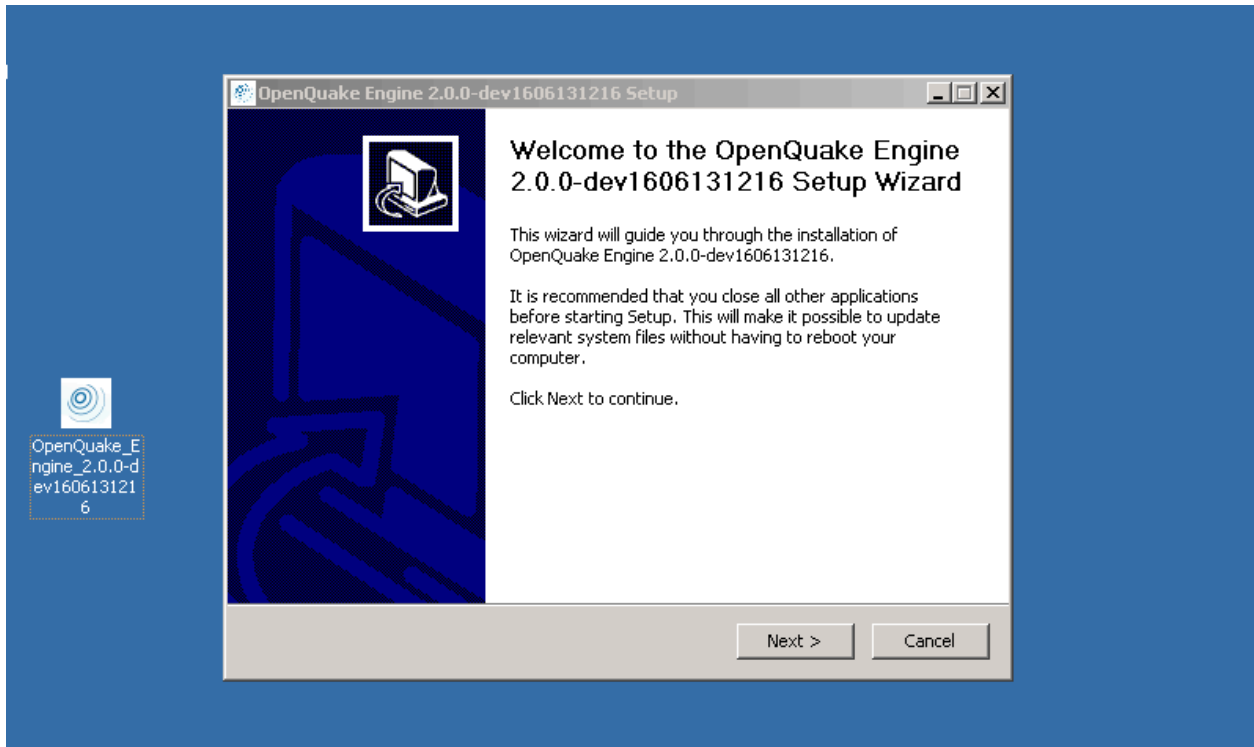 OpenQuake Engine 2.0.0-dev1606131216 Setup
Welcome to the OpenQuake Engine
2.0.0-dev1606131216 Setup Wizard
This wizard will guide you through the installation of
OpenQuake Engine 2.0.0-dev1606131216.
It is recommended that you close all other applications
before starting Setup. This will make it possible to update
relevant system files without having to reboot your
computer.
Click Next to continue.
OpenQuake_E
ngine_2.0.0-d
ev160613121
6
Next >
Cancel